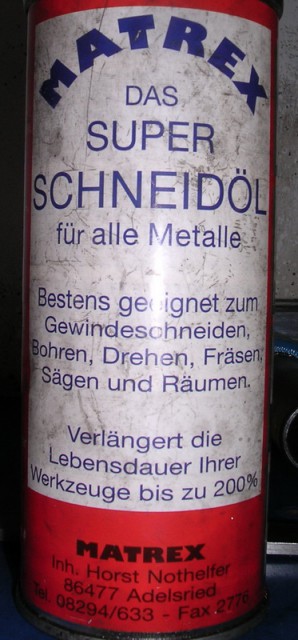 MATREX
DAS
SUPER
SCHNEIDÖL
für alle Metalle
Bestens geeignet zum
Gewindeschneiden,
Bohren, Drehen, Fräsen,
Sägen und Räumen.
Verlängert die
Lebensdauer Ihrer
Werkzeuge bis zu 200%
MATREX
Inh. Horst Nothelfer
86477 Adelsried
Tel. 08294/633 - Fax 2776